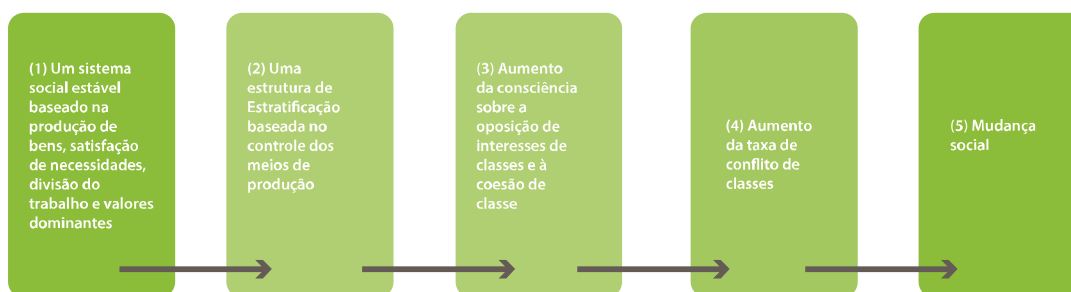 (1) Um sistema
social estável
baseado na
produção de
bens, satisfação
de necessidades,
divisão do
trabalho e valores
dominantes
(2) Uma
estrutura de
Estratificação
baseada no
controle dos
meios de
produção
(3) Aumento
da consciência
sobre a
oposição de
interesses de
classes e à
coesão de
classe
(4) Aumento
da taxa de
conflito de
classes
(5) Mudança
social